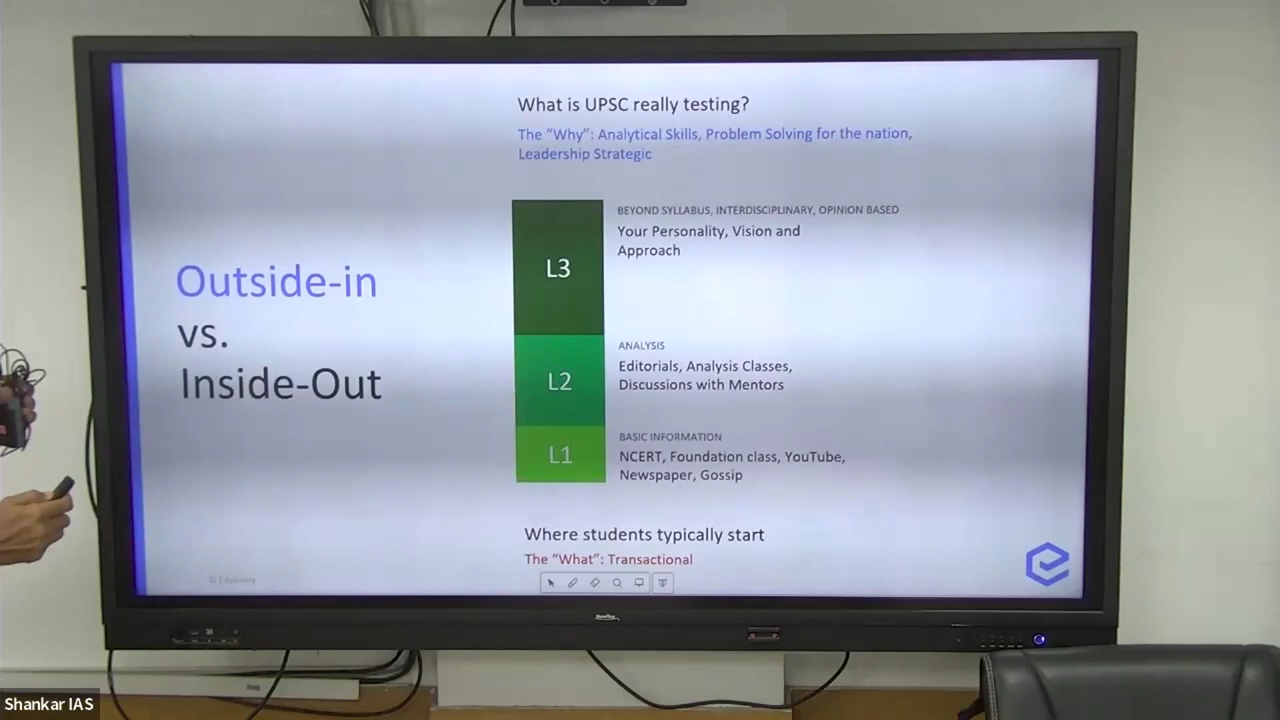 What is UPSC really testing?
The “Why”: Analytical Skills, Problem Solving for the nation,
Leadership Strategic
Outside-in
vs.
Inside-Out
L3
BEYOND SYLLABUS, INTERDISCIPLINARY, OPINION BASED
Your Personality, Vision and
Approach
L2
ANALYSIS
Editorials, Analysis Classes,
Discussions with Mentors
L1
BASIC INFORMATION
NCERT, Foundation class, YouTube,
Newspaper, Gossip
Where students typically start
The “What”: Transactional
Shankar IAS